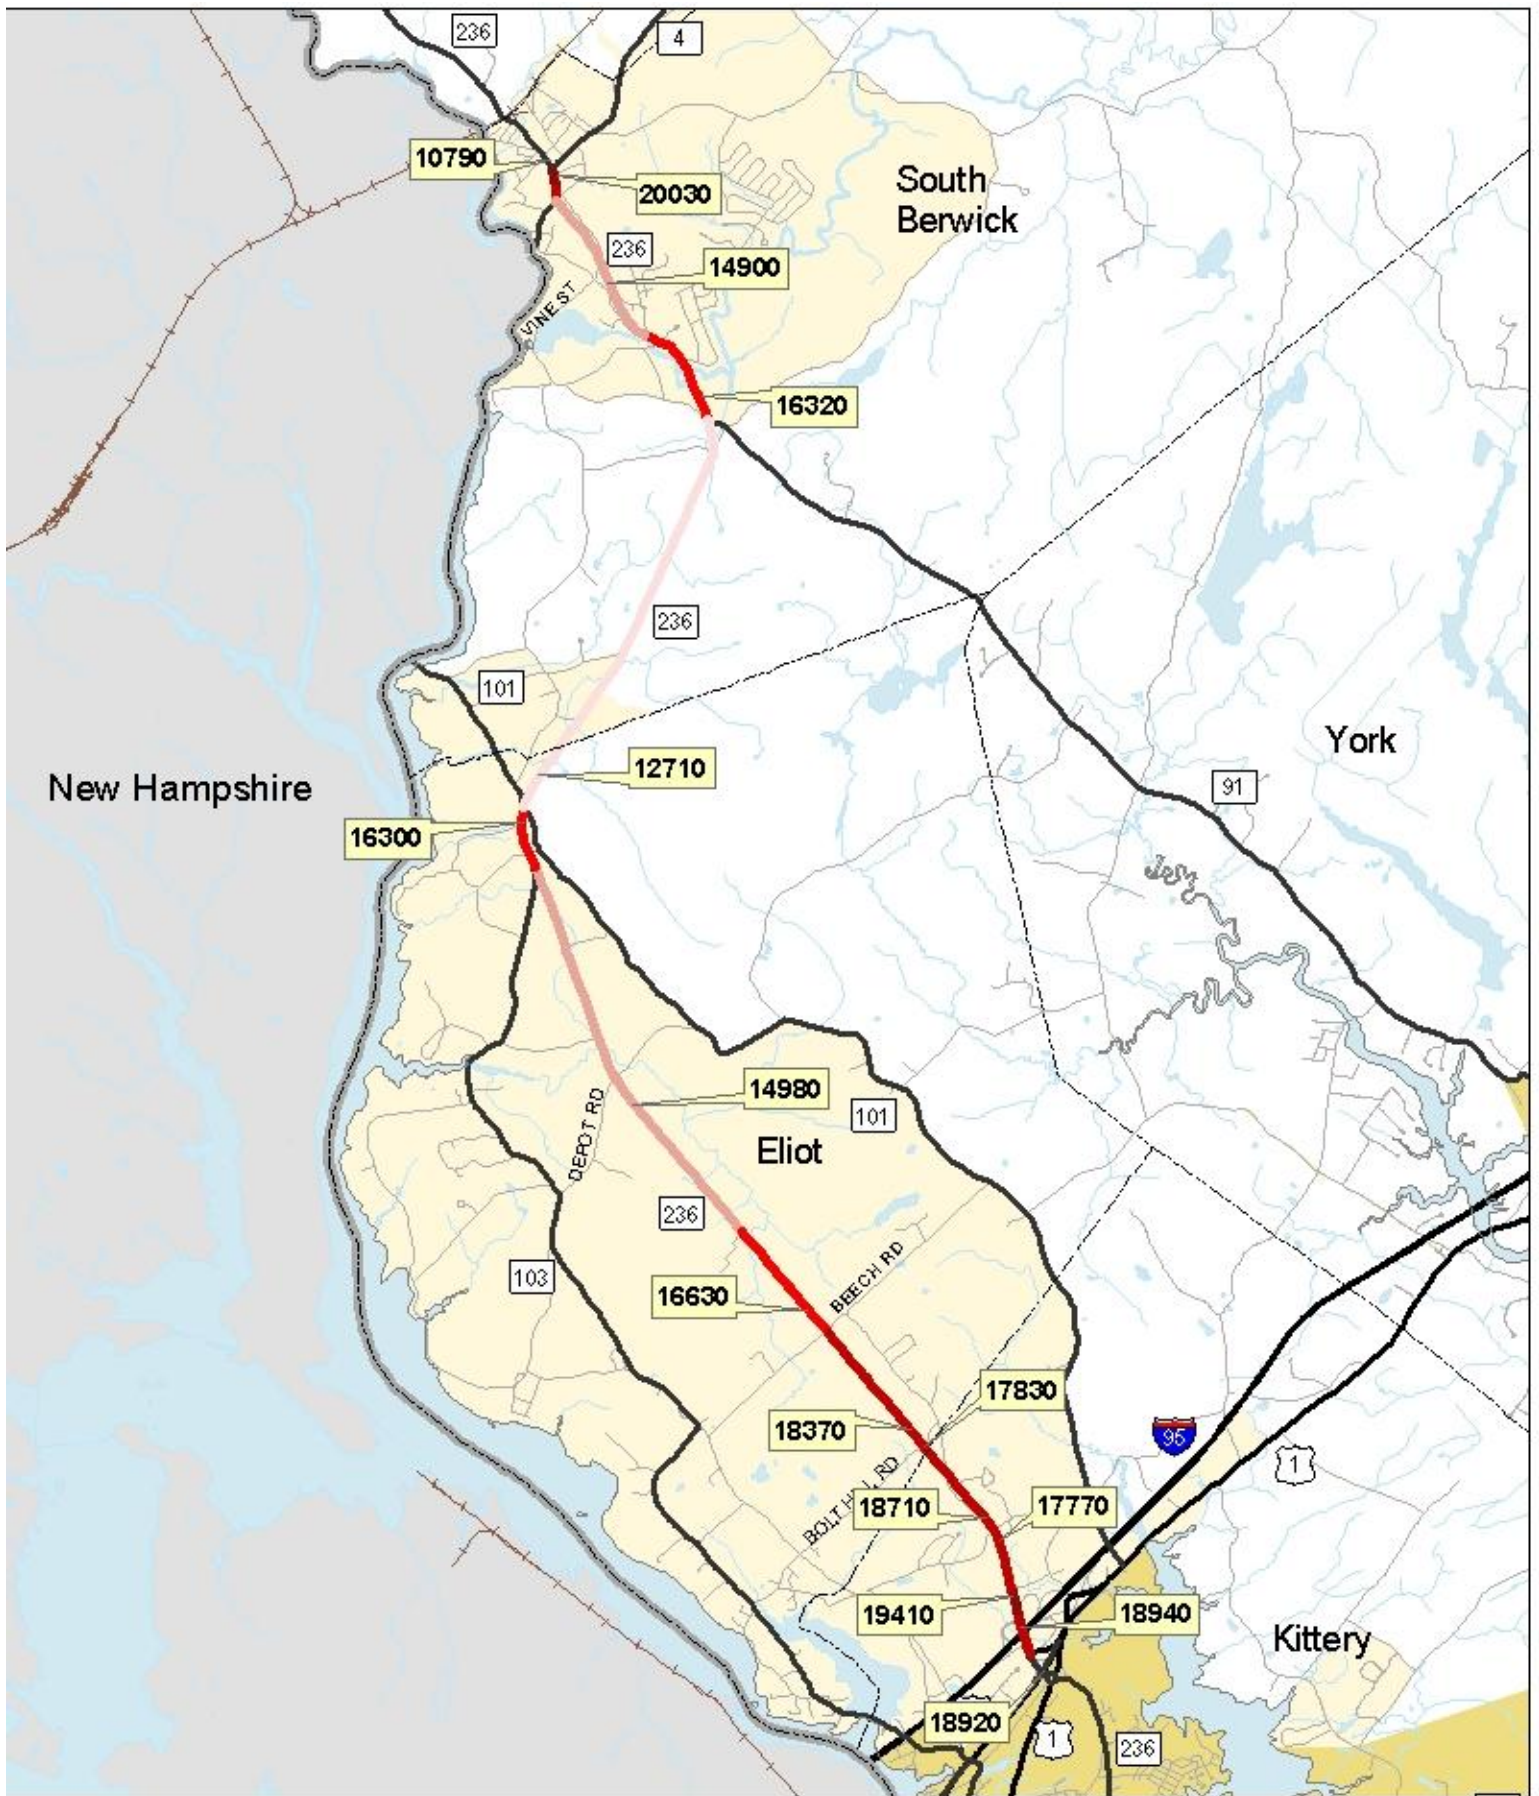 236
4
10790
20030
South
Berwick
236
14900
VINE ST
16320
236
101
York
12710
New Hampshire
91
16300
14980
101
DEPOT RD
Eliot
236
103
BEECH RD
16630
17830
18370
95
1
BOLT HILL RD
18710
17770
19410
18940
Kittery
18920
1
236